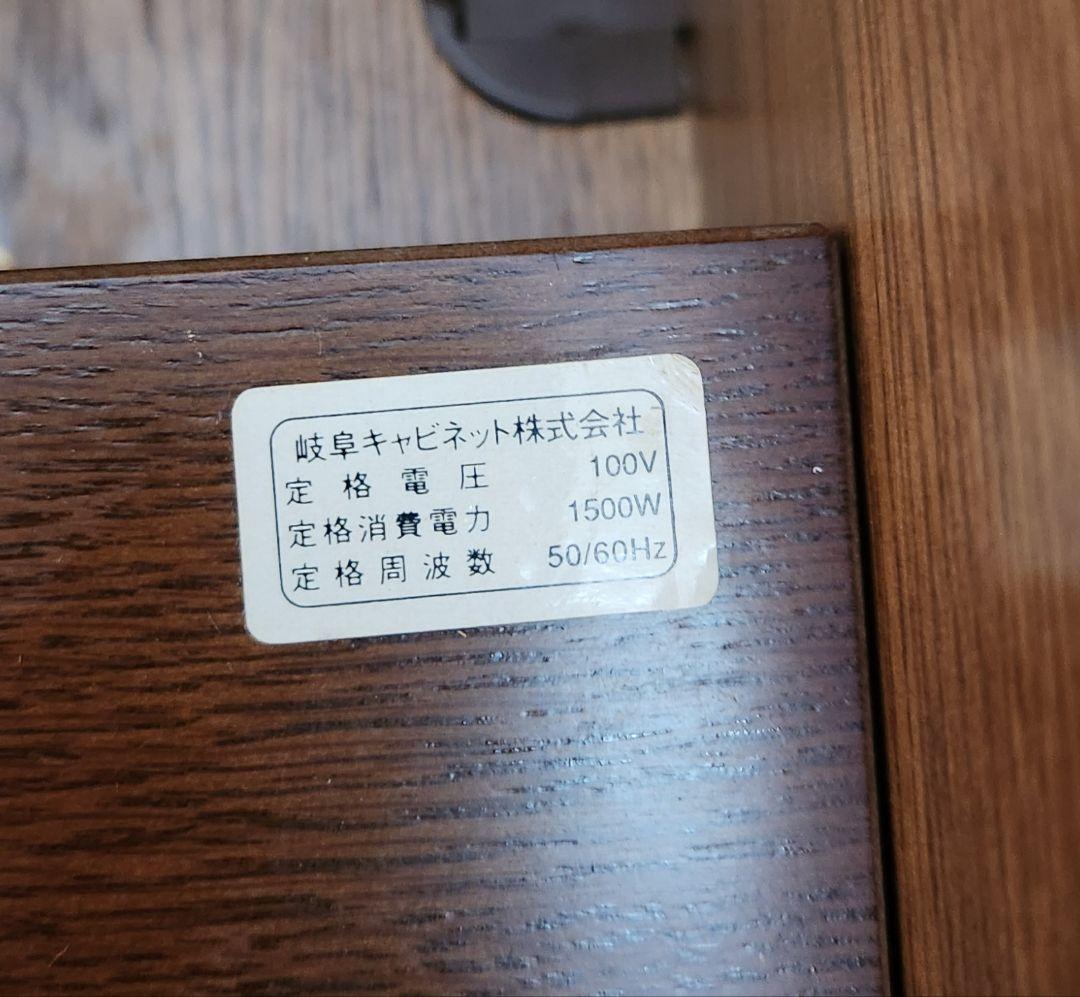 岐阜キャビネット株式会社
定格電圧 100V
定格消費電力 1500W
定格周波数 50/60Hz